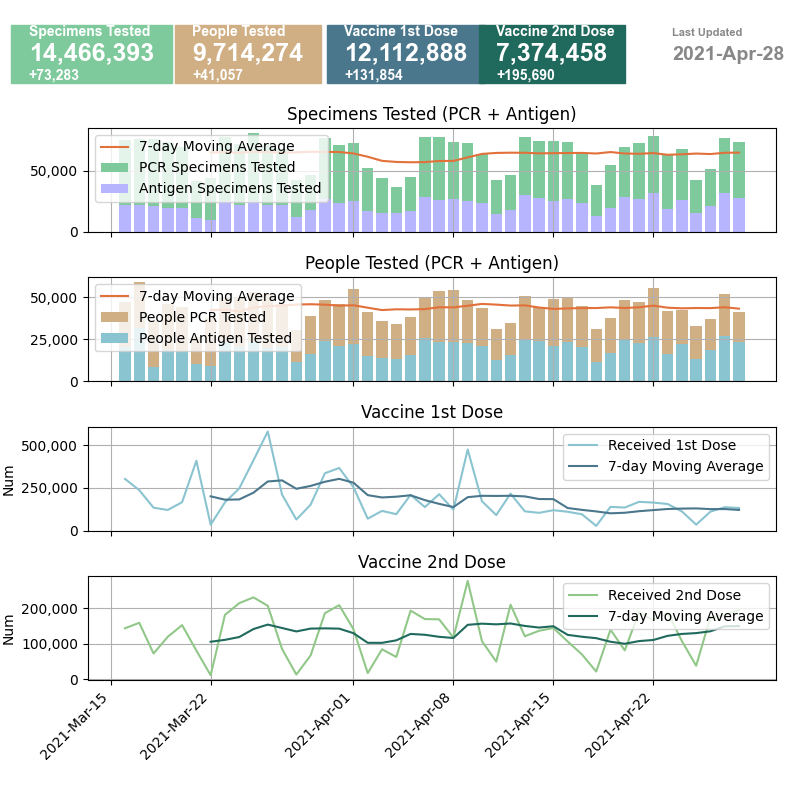 Specimens Tested
14,466,393
+73,283
People Tested
9,714,274
+41,057
Vaccine 1st Dose
12,112,888
+131,854
Vaccine 2nd Dose
7,374,458
+195,690
Last Updated
2021-Apr-28
Specimens Tested (PCR + Antigen)
7-day Moving Average
PCR Specimens Tested
Antigen Specimens Tested
50,000
0
People Tested (PCR + Antigen)
7-day Moving Average
People PCR Tested
People Antigen Tested
50,000
25,000
0
Vaccine 1st Dose
Received 1st Dose
7-day Moving Average
500,000
250,000
0
Num
Vaccine 2nd Dose
Received 2nd Dose
7-day Moving Average
200,000
100,000
0
Num
2021-Mar-15
2021-Mar-22
2021-Apr-01
2021-Apr-08
2021-Apr-15
2021-Apr-22